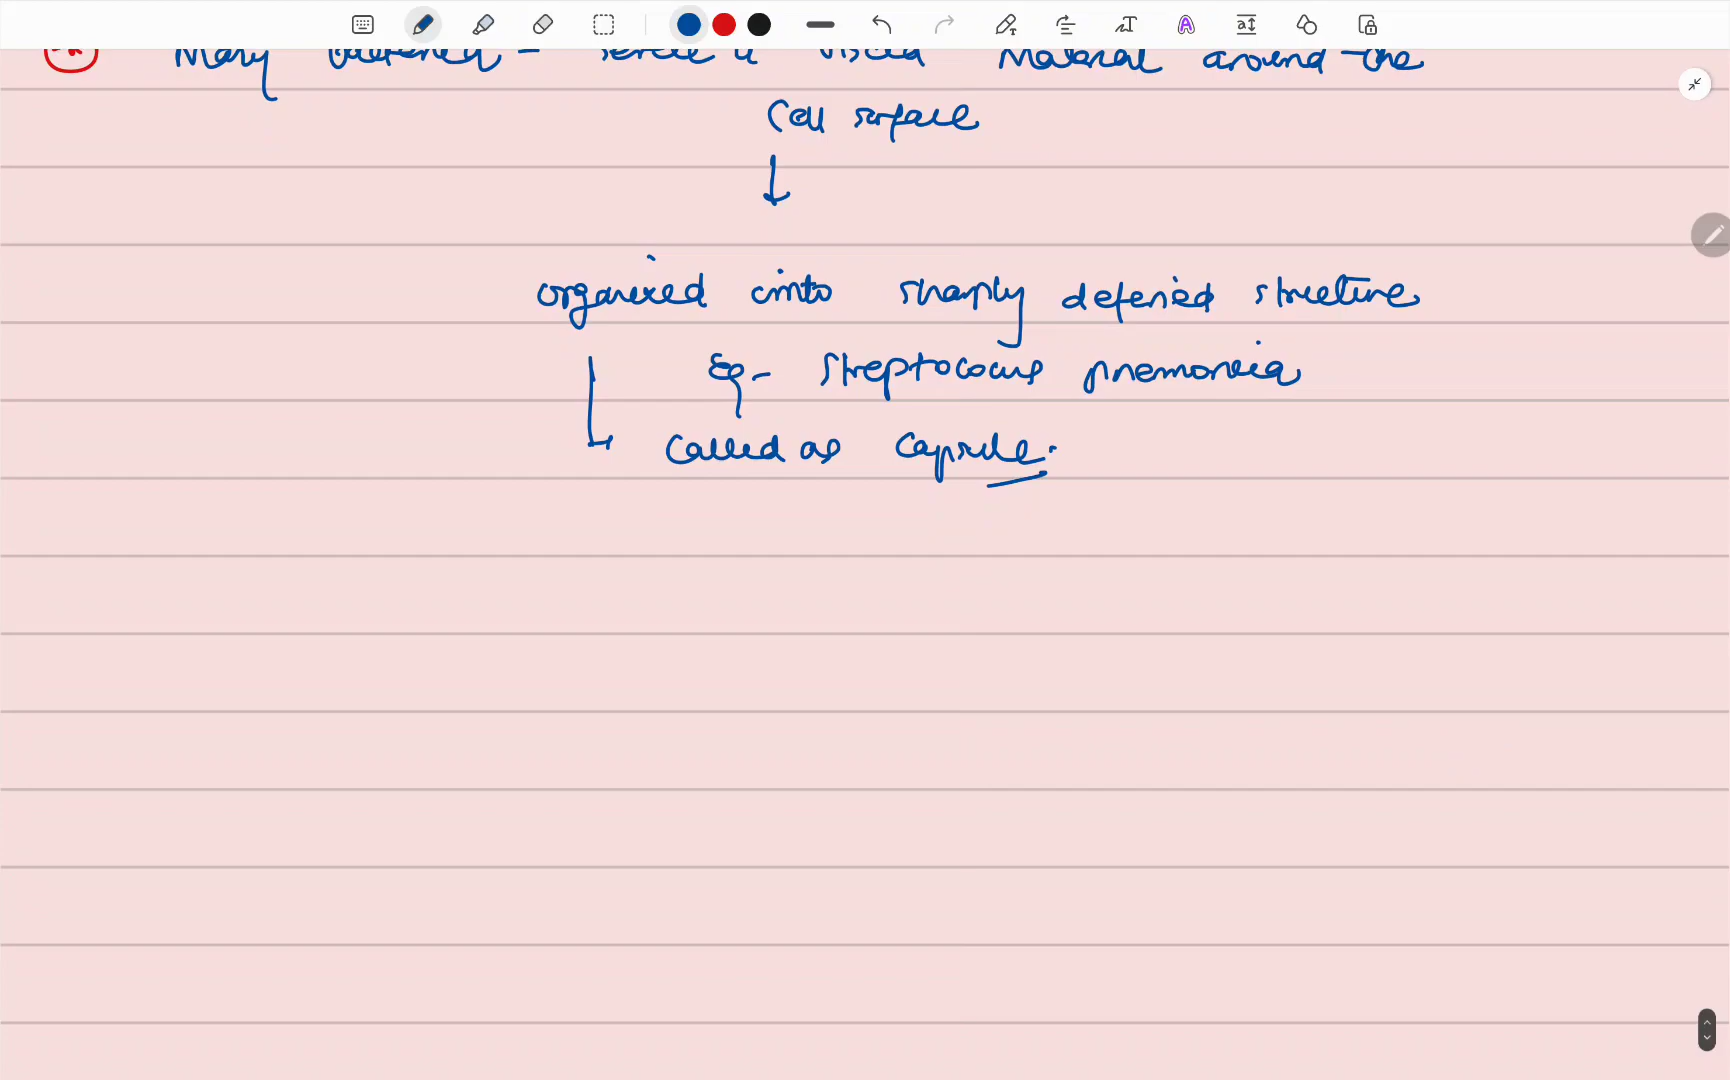 Many bacteria - secrete a viscid Material around the
Cell surface
↓
organized into sharply defined structure
Eg- Streptococcus pnemonia
Called as Capsule.